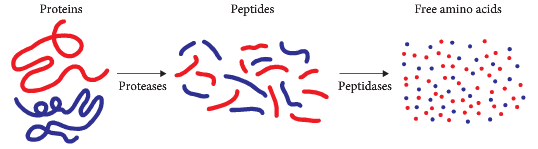 Proteins
Peptides
Free amino acids
Proteases
Peptidases